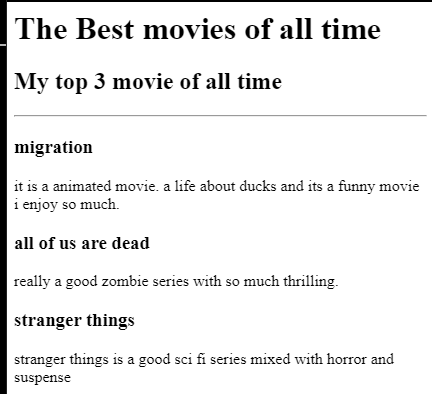 The Best movies of all time
My top 3 movie of all time
migration
it is a animated movie. a life about ducks and its a funny movie
i enjoy so much.
all of us are dead
really a good zombie series with so much thrilling.
stranger things
stranger things is a good sci fi series mixed with horror and
suspense